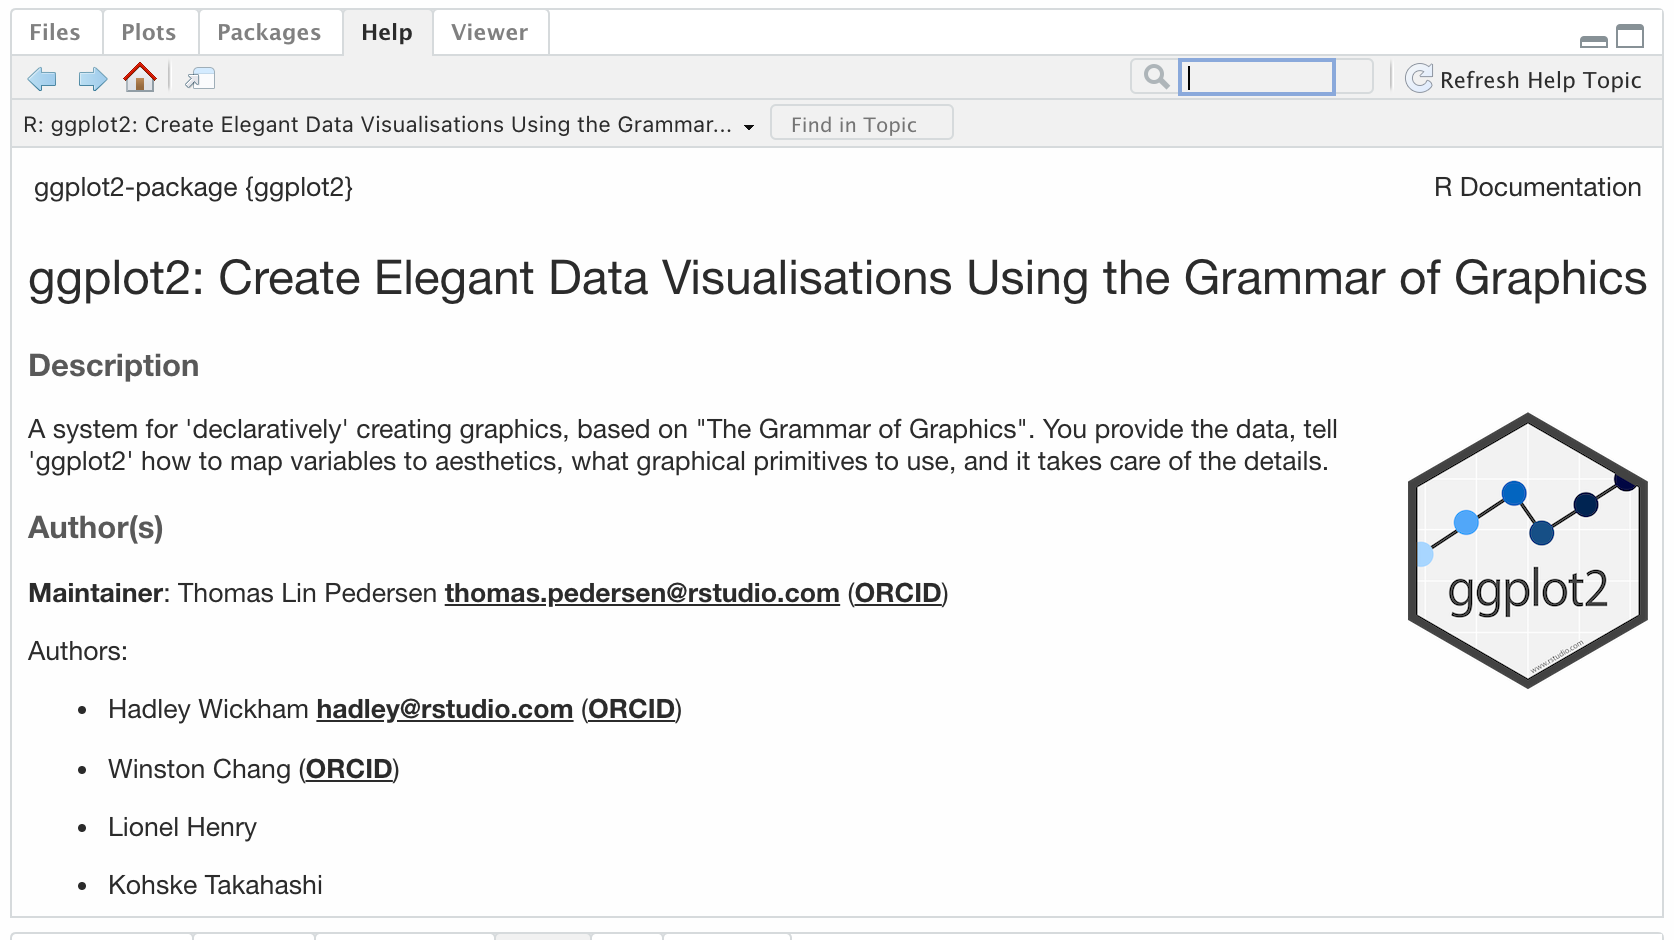 Files Plots Packages Help Viewer
Refresh Help Topic
R: ggplot2: Create Elegant Data Visualisations Using the Grammar... Find in Topic
ggplot2-package {ggplot2} R Documentation
ggplot2: Create Elegant Data Visualisations Using the Grammar of Graphics
Description
A system for 'declaratively' creating graphics, based on "The Grammar of Graphics". You provide the data, tell
'ggplot2' how to map variables to aesthetics, what graphical primitives to use, and it takes care of the details.
ggplot2
www.rstudio.com
Author(s)
Maintainer: Thomas Lin Pedersen thomas.pedersen@rstudio.com (ORCID)
Authors:
• Hadley Wickham hadley@rstudio.com (ORCID)
• Winston Chang (ORCID)
• Lionel Henry
• Kohske Takahashi